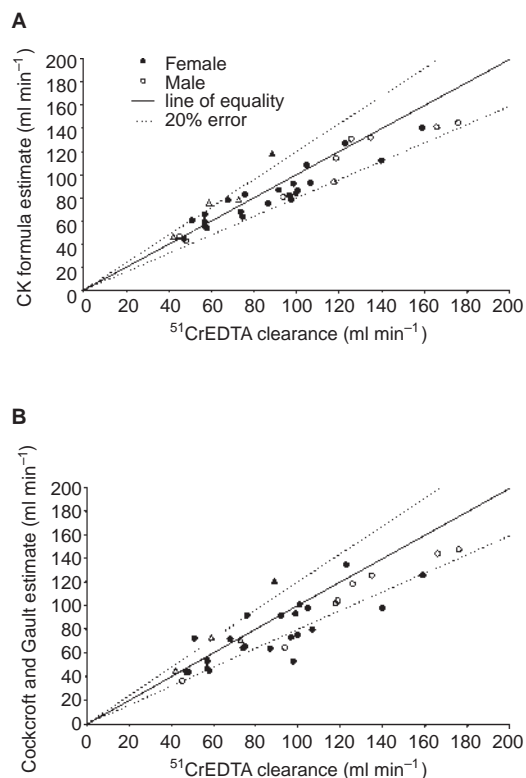 A
CK formula estimate (ml min⁻¹)
200
180
160
140
120
100
80
60
40
20
0
Female
Male
line of equality
20% error
0 20 40 60 80 100 120 140 160 180 200
⁵¹CrEDTA clearance (ml min⁻¹)
B
Cockcroft and Gault estimate (ml min⁻¹)
200
180
160
140
120
100
80
60
40
20
0
0 20 40 60 80 100 120 140 160 180 200
⁵¹CrEDTA clearance (ml min⁻¹)